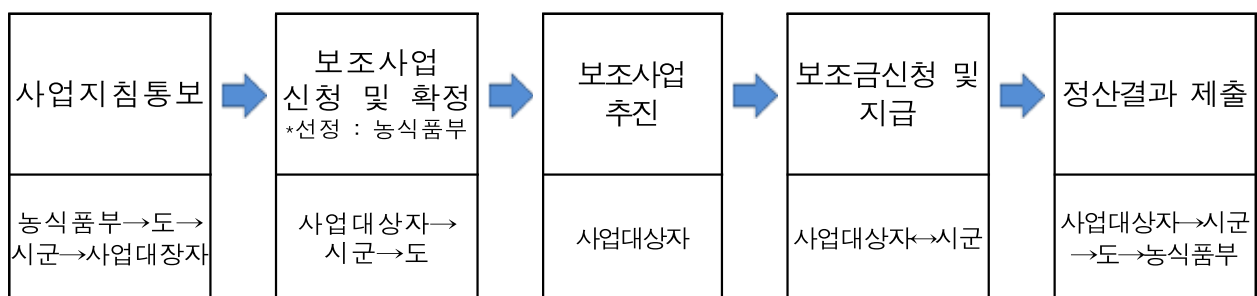 사업지침통보
농식품부→도→
시군→사업대장자
보조사업
신청 및 확정
*선정 : 농식품부
사업대상자→
시군→도
보조사업
추진
사업대상자
보조금신청 및
지급
사업대상자↔시군
정산결과 제출
사업대상자→시군
→도→농식품부